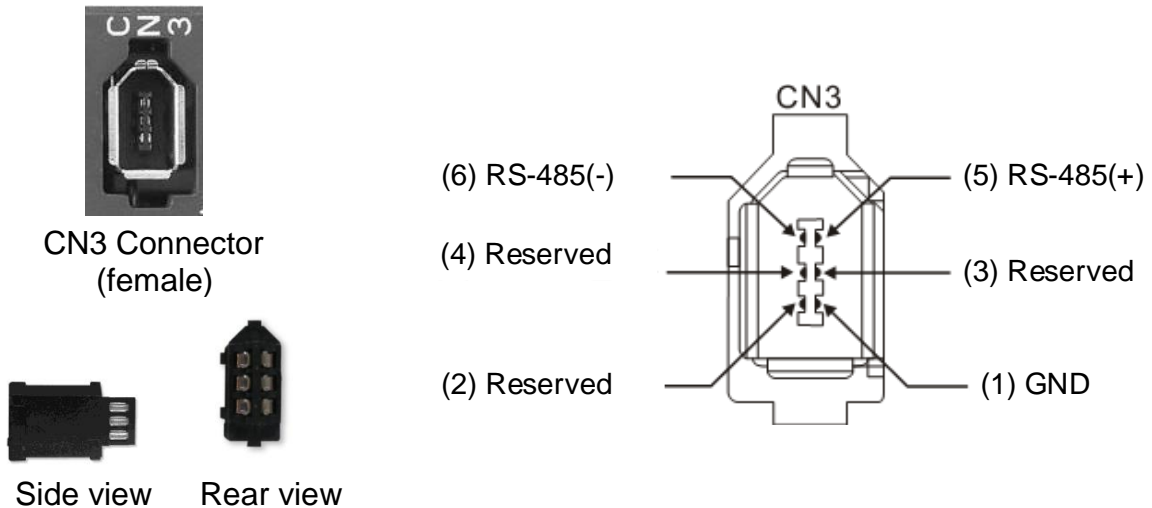 CN3
CN3 Connector
(female)
Side view
Rear view
CN3
(6) RS-485(-)
(5) RS-485(+)
(4) Reserved
(3) Reserved
(2) Reserved
(1) GND